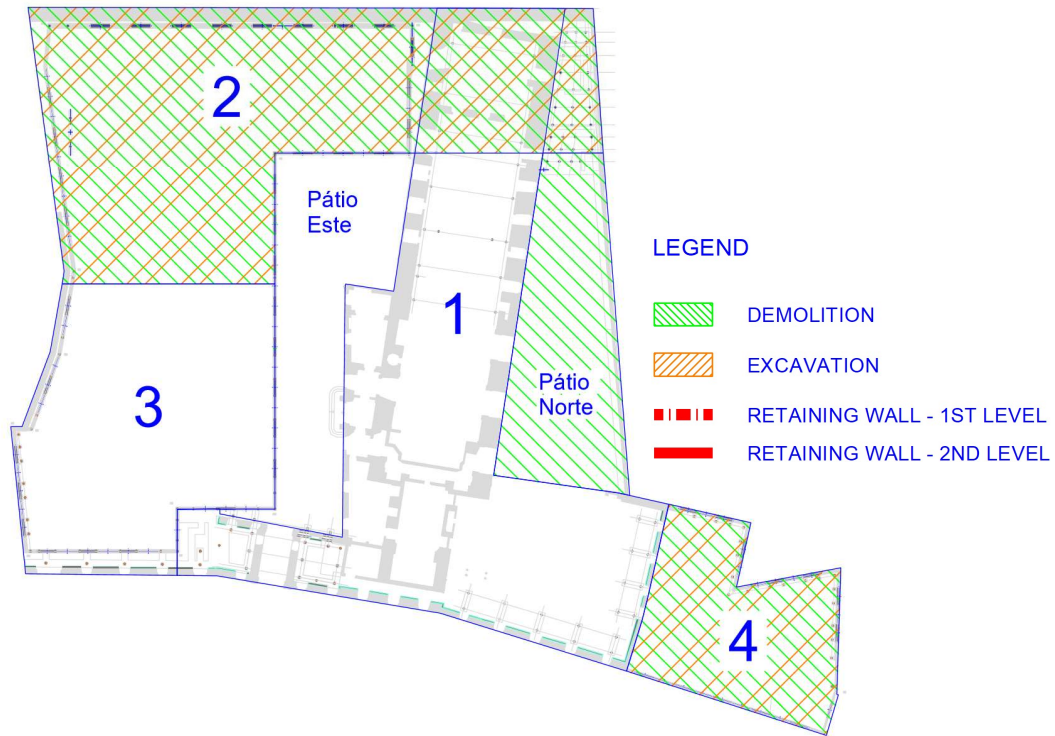 2
Pátio
Este
1
LEGEND
DEMOLITION
EXCAVATION
Pátio
Norte
3
RETAINING WALL - 1ST LEVEL
RETAINING WALL - 2ND LEVEL
4